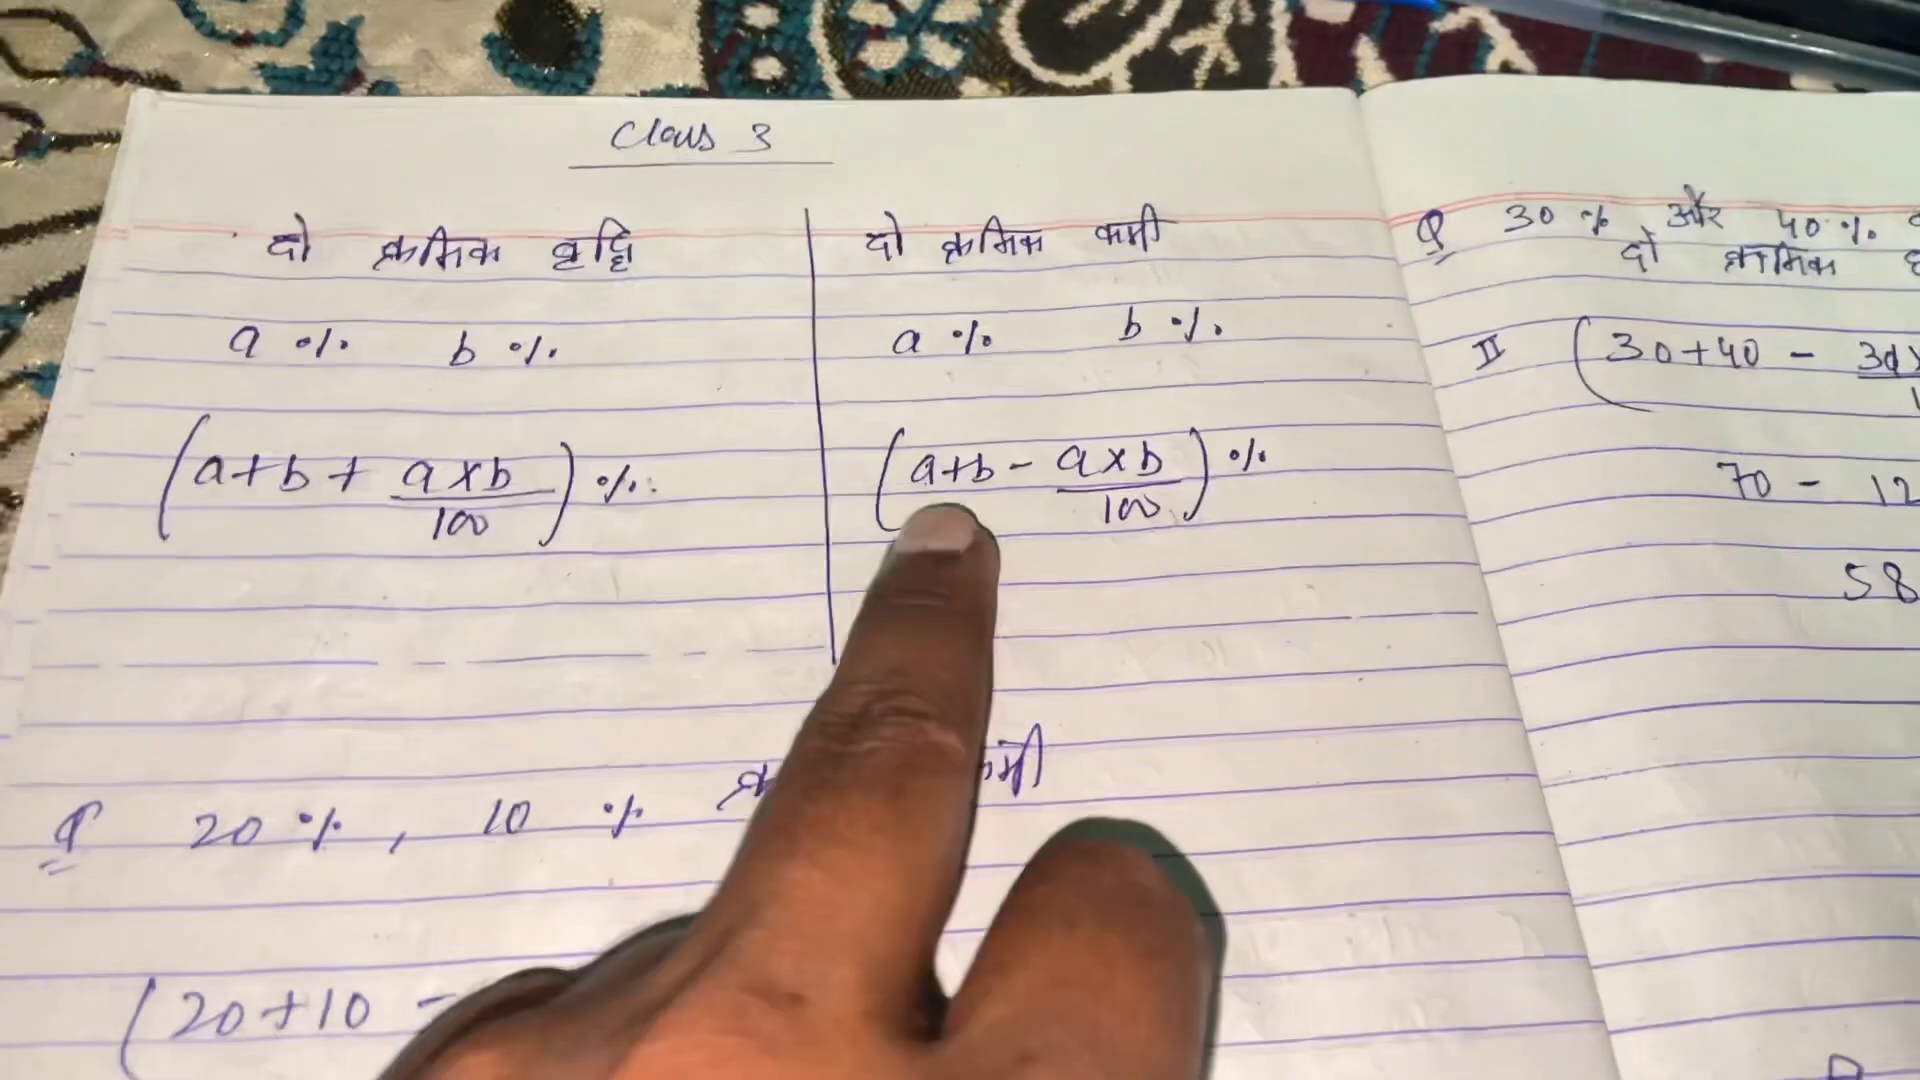 Class 3
दो क्रमिक वृद्धि
a % b %
(a+b + a×b/100) %
दो क्रमिक कमी
a % b %
(a+b - a×b/100) %
Q 20 % , 10 %
(20+10 -
Q 30 % और 40 %
दो क्रमिक
II (30+40 -
70 - 12
58